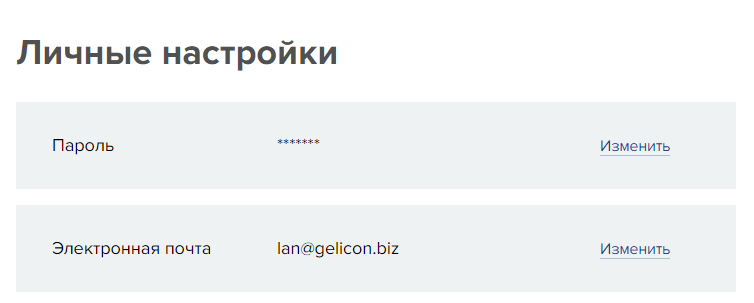 Личные настройки
Пароль ******* Изменить
Электронная почта lan@gelicon.biz Изменить